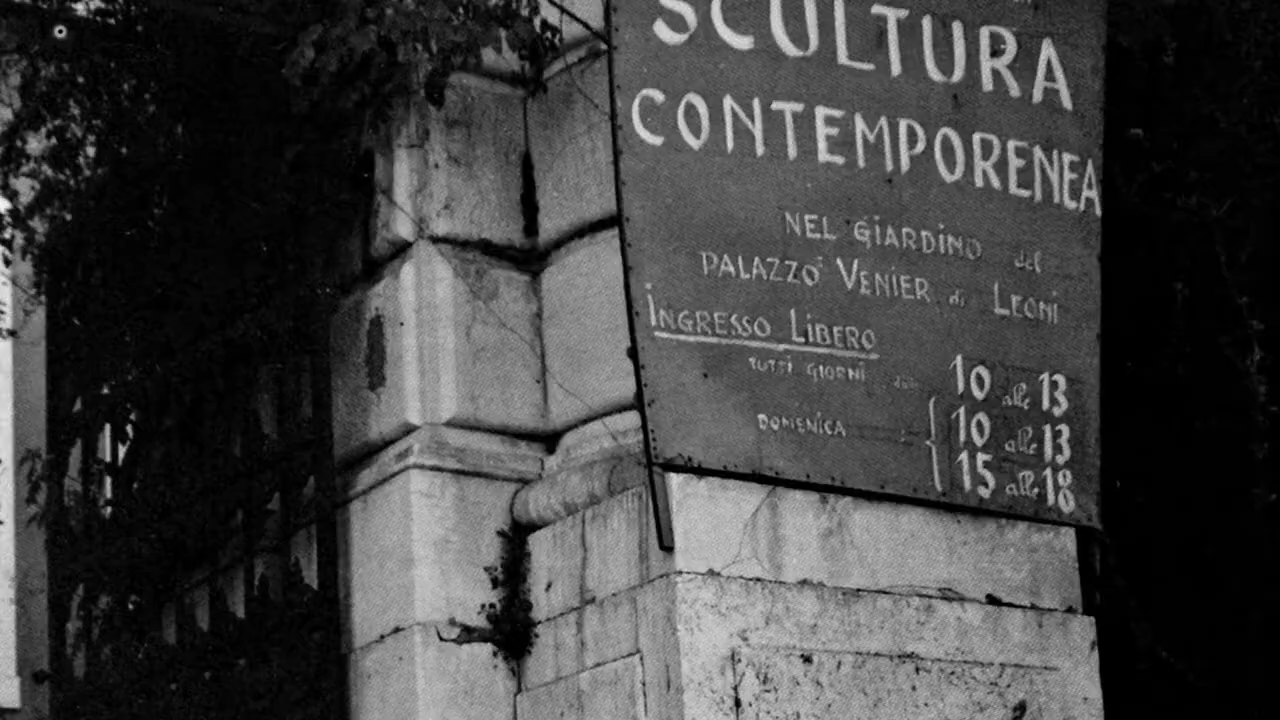 SCULTURA
CONTEMPORENEA
NEL GIARDINO del
PALAZZO VENIER di LEONI
INGRESSO LIBERO
TUTTI GIORNI dalle 10 alle 13
DOMENICA { 10 alle 13
15 alle 18